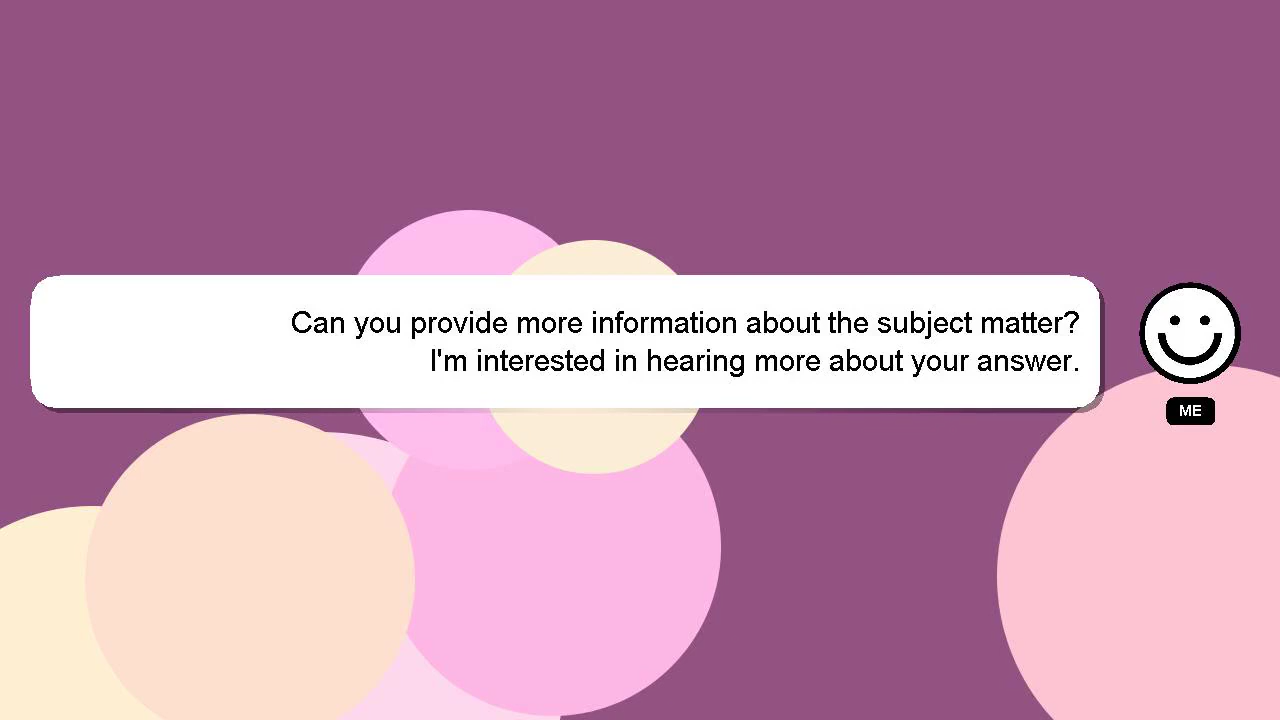 Can you provide more information about the subject matter?
I'm interested in hearing more about your answer.
ME